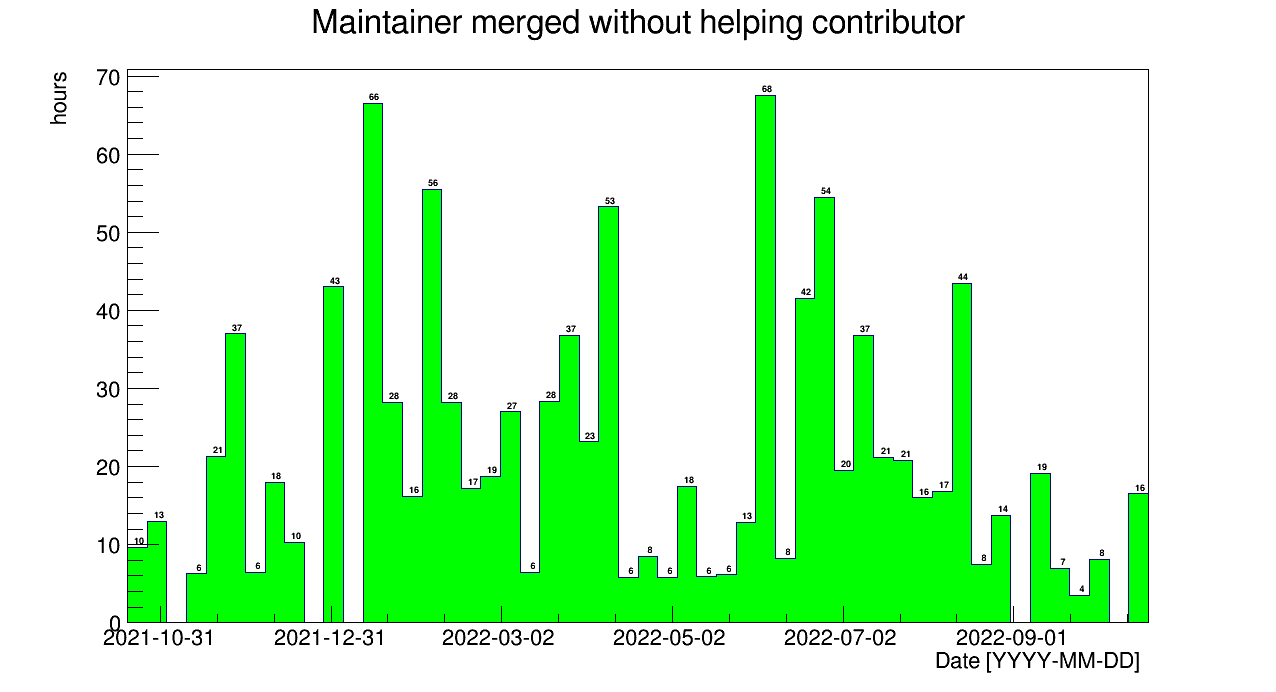 Maintainer merged without helping contributor
hours
70
60
50
40
30
20
10
0
10 13 6 21 37 6 18 10 43 66 28 16 56 28 17 19 27 6 28 37 23 53 6 8 6 18 6 6 13 68 8 42 54 20 37 21 21 16 17 44 8 14 19 7 4 8 16
2021-10-31 2021-12-31 2022-03-02 2022-05-02 2022-07-02 2022-09-01
Date [YYYY-MM-DD]